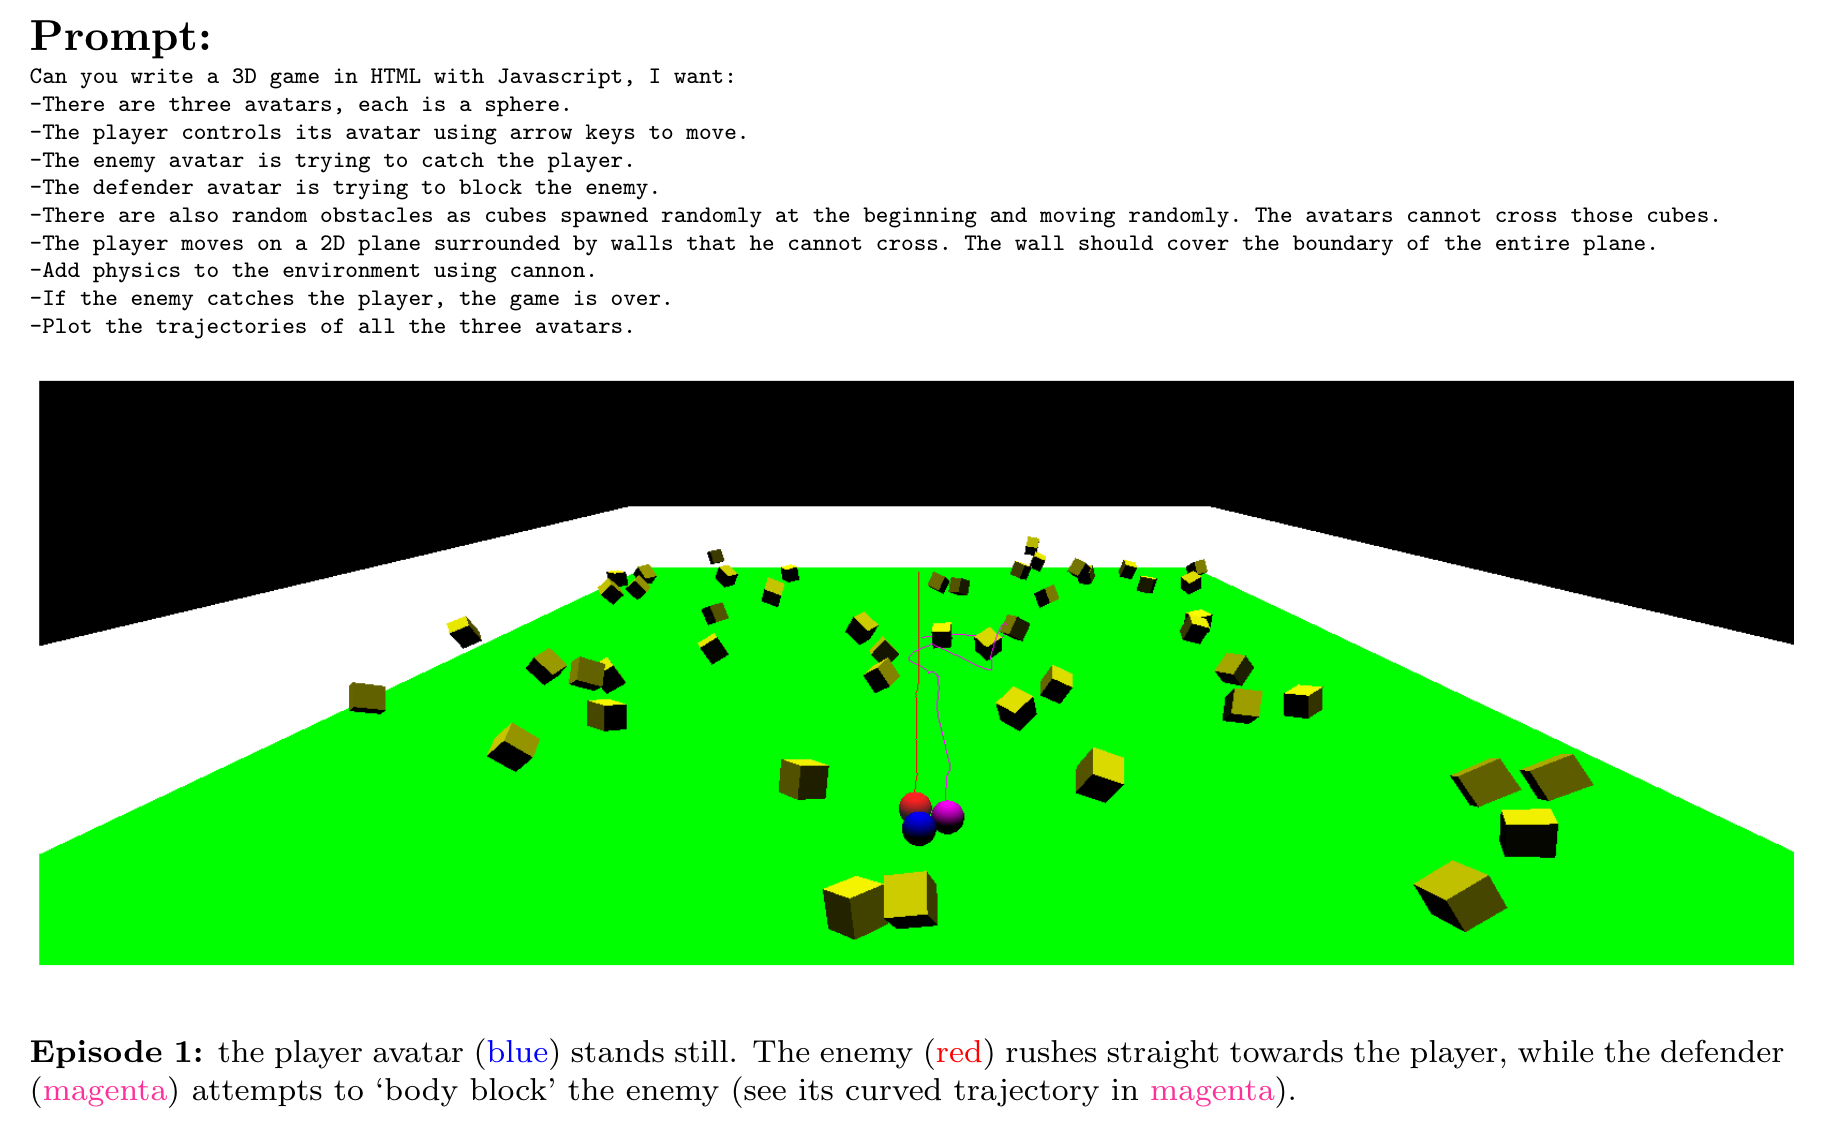 Prompt:
Can you write a 3D game in HTML with Javascript, I want:
-There are three avatars, each is a sphere.
-The player controls its avatar using arrow keys to move.
-The enemy avatar is trying to catch the player.
-The defender avatar is trying to block the enemy.
-There are also random obstacles as cubes spawned randomly at the beginning and moving randomly. The avatars cannot cross those cubes.
-The player moves on a 2D plane surrounded by walls that he cannot cross. The wall should cover the boundary of the entire plane.
-Add physics to the environment using cannon.
-If the enemy catches the player, the game is over.
-Plot the trajectories of all the three avatars.
Episode 1: the player avatar (blue) stands still. The enemy (red) rushes straight towards the player, while the defender
(magenta) attempts to ‘body block’ the enemy (see its curved trajectory in magenta).